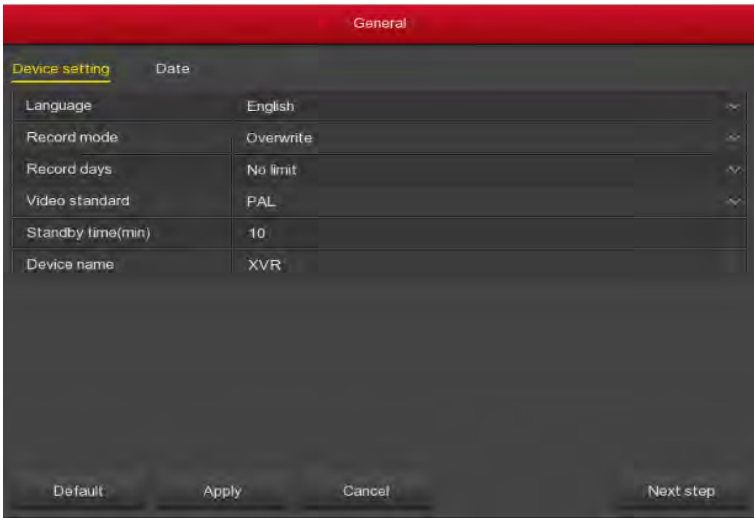 General
Device setting Date
Language English
Record mode Overwrite
Record days No limit
Video standard PAL
Standby time(min) 10
Device name XVR
Default Apply Cancel Next step